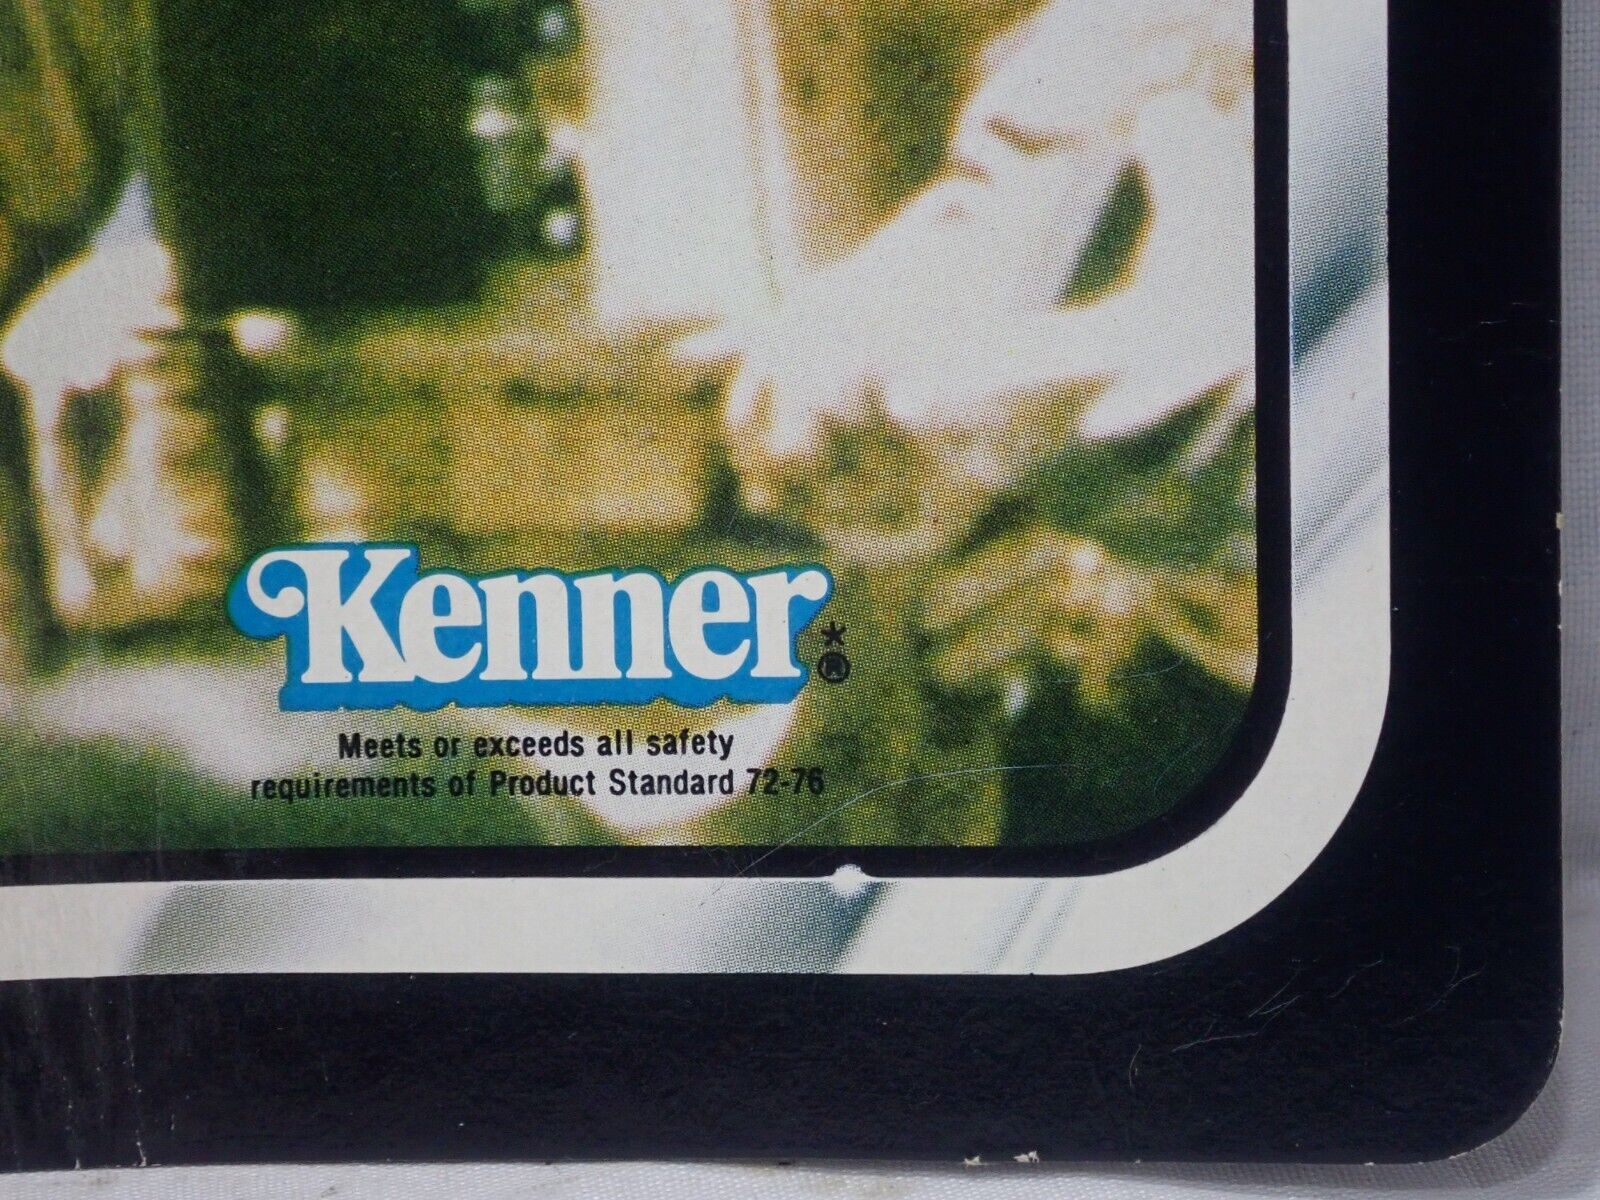 Kenner*®
Meets or exceeds all safety
requirements of Product Standard 72-76